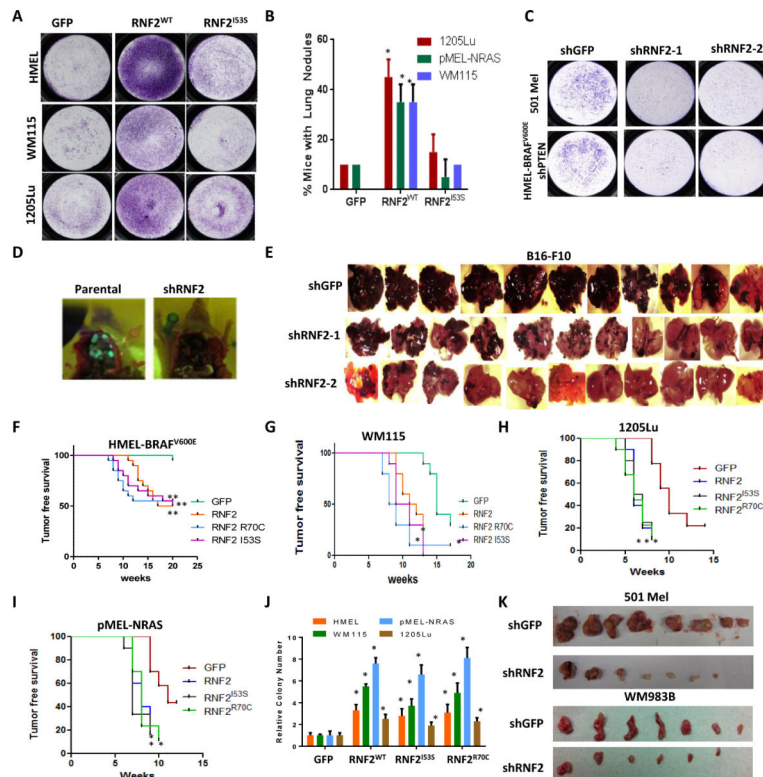 A
GFP RNF2WT RNF2I53S
HMEL
WM115
1205Lu
B
% Mice with Lung Nodules
50
40
30
20
10
0
* * *
1205Lu
pMEL-NRAS
WM115
GFP RNF2WT RNF2I53S
C
shGFP shRNF2-1 shRNF2-2
501 Mel
HMEL-BRAFV600E
shPTEN
D
Parental shRNF2
E
B16-F10
shGFP
shRNF2-1
shRNF2-2
F
HMEL-BRAFV600E
Tumor free survival
100
50
0 5 10 15 20 25
weeks
**
**
**
GFP
RNF2
RNF2 R70C
RNF2 I53S
G
WM115
Tumor free survival
100
50
0
0 5 10 15 20
weeks
* * *
GFP
RNF2
RNF2 R70C
RNF2 I53S
H
1205Lu
Tumor free survival
100
80
60
40
20
0 5 10 15
Weeks
* * *
GFP
RNF2
RNF2I53S
RNF2R70C
I
pMEL-NRAS
Tumor free survival
100
80
60
40
20
0 5 10 15
Weeks
*
* *
GFP
RNF2
RNF2I53S
RNF2R70C
J
HMEL pMEL-NRAS
WM115 1205Lu
Relative Colony Number
10
8
6
4
2
0
* * * * * * * * * * * *
GFP RNF2WT RNF2I53S RNF2R70C
K
501 Mel
shGFP
shRNF2
WM983B
shGFP
shRNF2